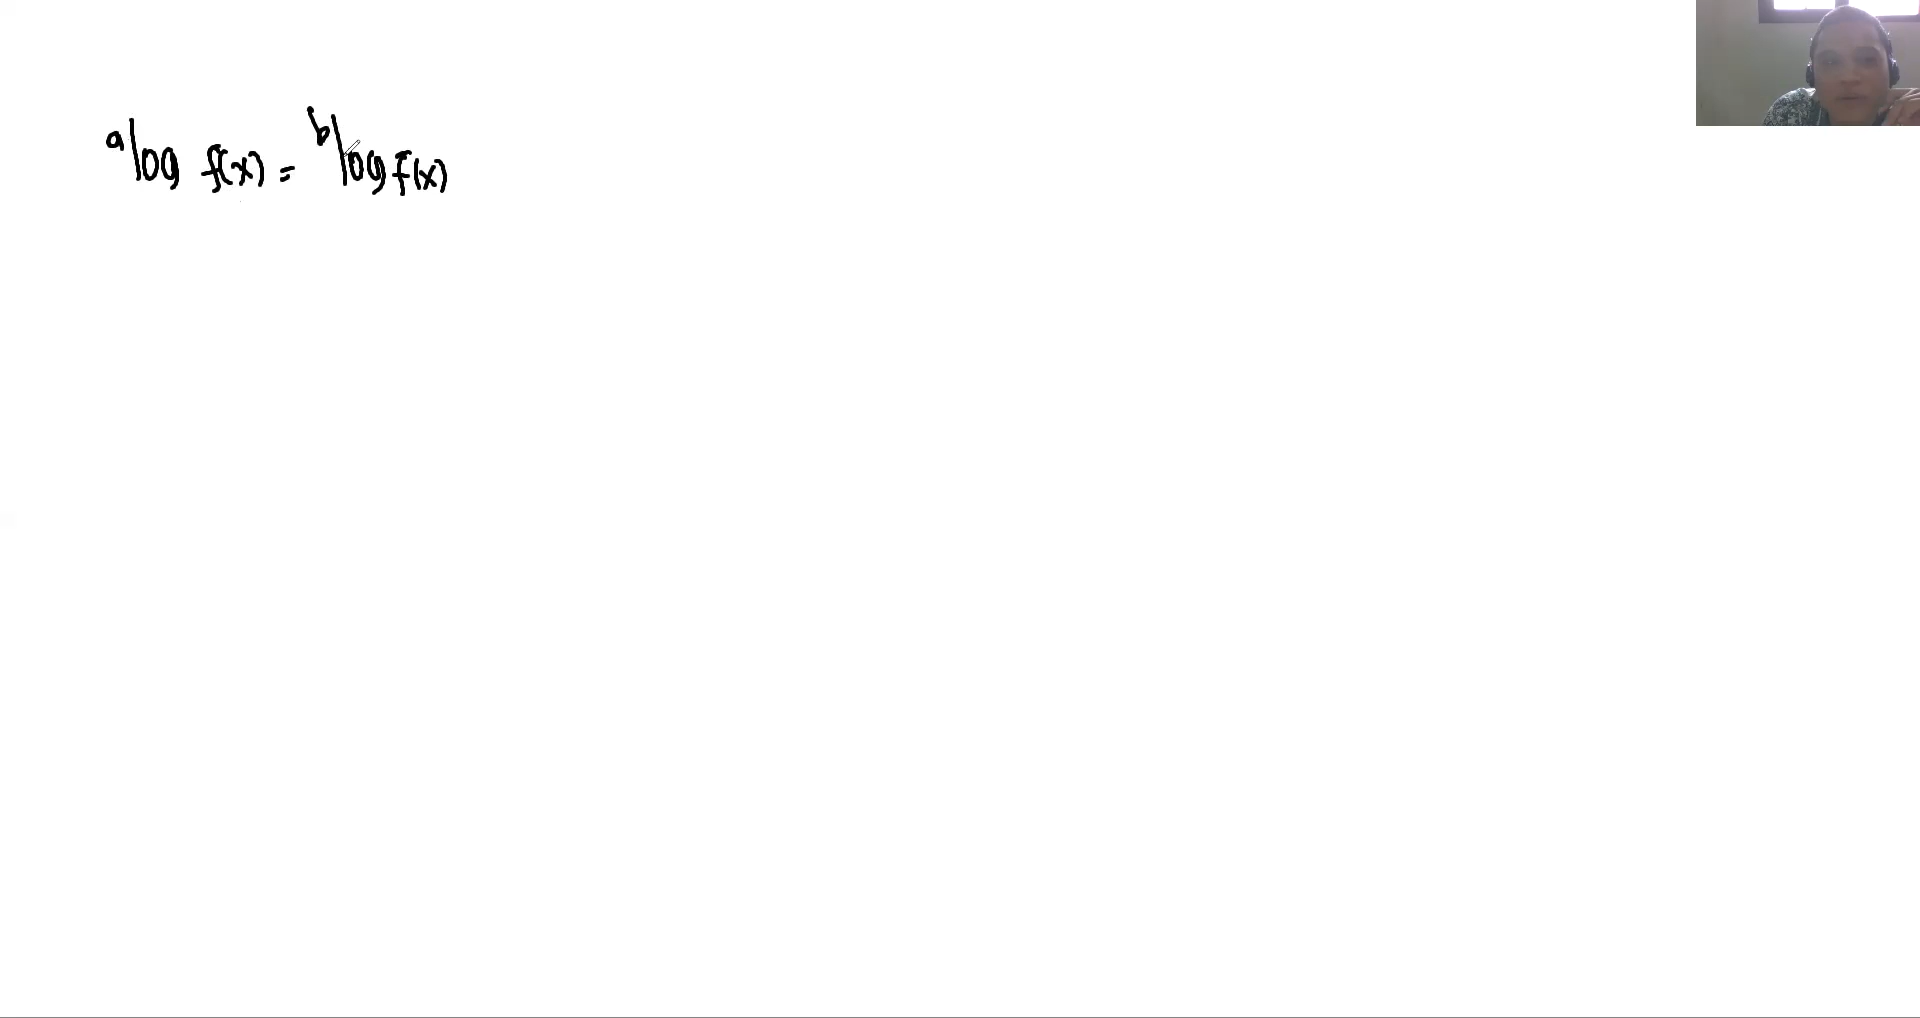 ᵃlog f(x) = ᵇlog f(x)